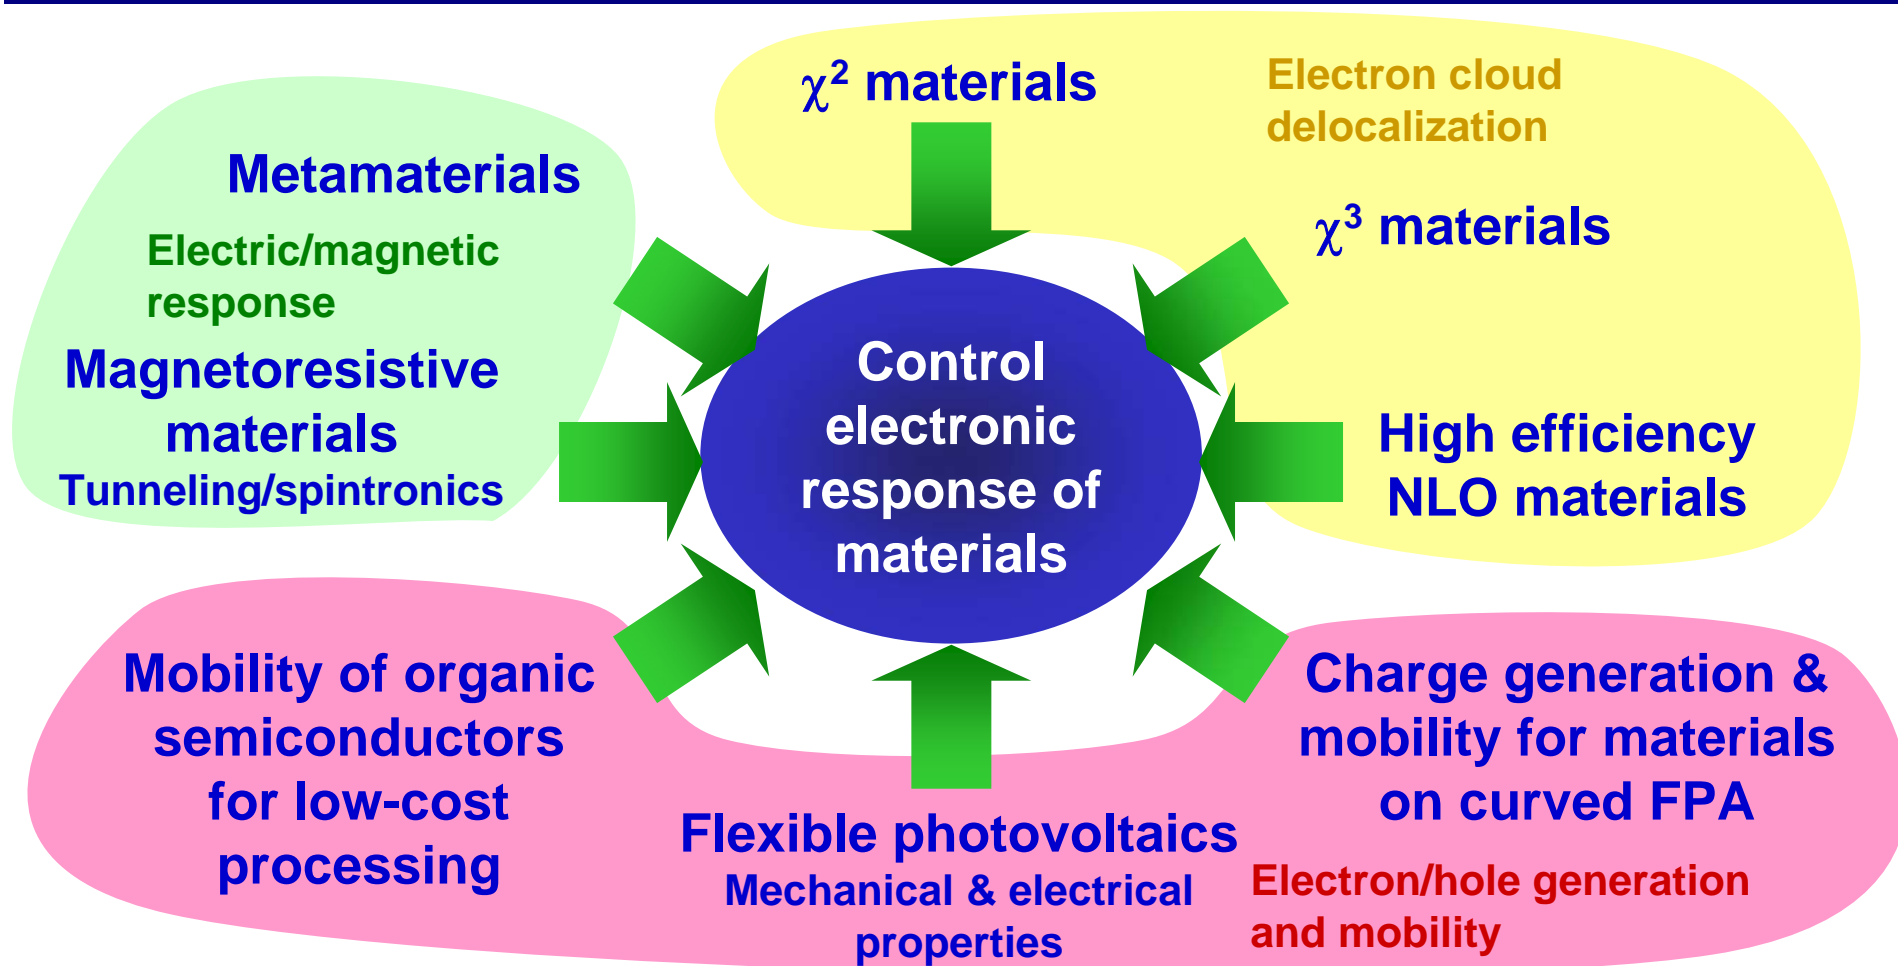 χ² materials
Electron cloud
delocalization
Metamaterials
χ³ materials
Electric/magnetic
response
Magnetoresistive
materials
Tunneling/spintronics
Control
electronic
response of
materials
High efficiency
NLO materials
Mobility of organic
semiconductors
for low-cost
processing
Flexible photovoltaics
Mechanical & electrical
properties
Charge generation &
mobility for materials
on curved FPA
Electron/hole generation
and mobility